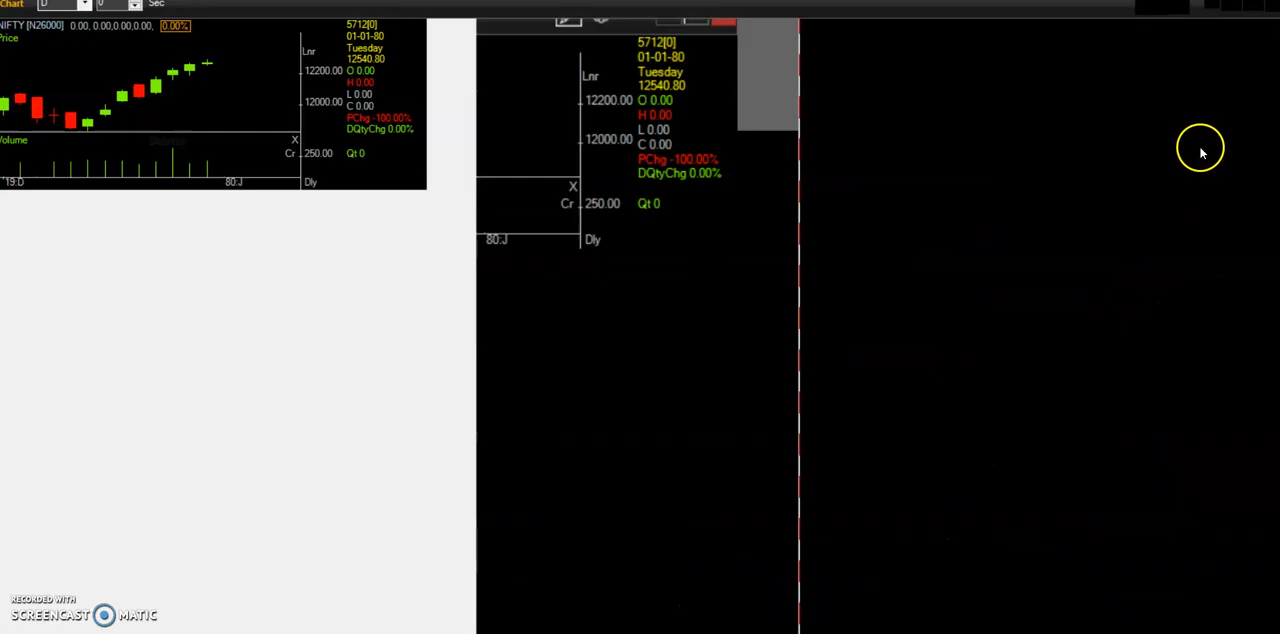 Chart D 0 Sec
NIFTY [N26000] 0.00, 0.00,0.00,0.00, 0.00%
Price
Lnr
12200.00
12000.00
5712[0]
01-01-80
Tuesday
12540.80
O 0.00
H 0.00
L 0.00
C 0.00
PChg -100.00%
DQtyChg 0.00%
Volume
X
Cr 250.00 Qt 0
'19:D 80:J Dly
5712[0]
01-01-80
Tuesday
12540.80
Lnr
12200.00
12000.00
O 0.00
H 0.00
L 0.00
C 0.00
PChg -100.00%
DQtyChg 0.00%
X
Cr 250.00 Qt 0
80:J Dly
RECORDED WITH
SCREENCAST MATIC